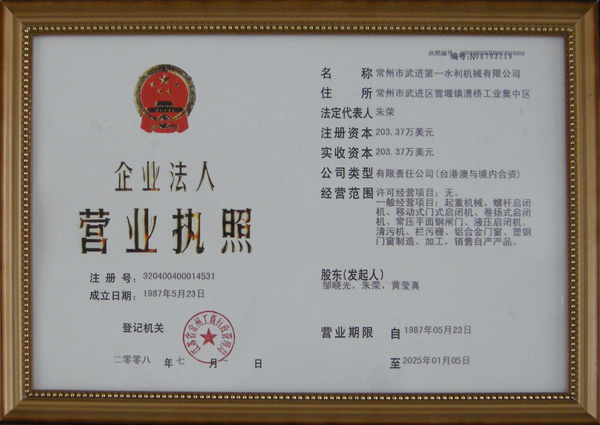 企业法人
营业执照
注 册 号：320400400014531
成立日期：1987年5月23日
登记机关
二零零八 年 七 月 日
执照编号
编号:N
名 称 常州市武进第一水利机械有限公司
住 所 常州市武进区雪堰镇漕桥工业集中区
法定代表人 朱荣
注册资本 203.37万美元
实收资本 203.37万美元
公司类型 有限责任公司(台港澳与境内合资)
经营范围 许可经营项目：无。
一般经营项目：起重机械、螺杆启闭
机、移动式门式启闭机、卷扬式启闭
机、常压平面钢闸门、液压启闭机、
清污机、栏污栅、铝合金门窗、塑钢
门窗制造、加工，销售自产产品。
股东(发起人)
邹晓光，朱荣，黄莹真
营业期限 自 1987年05月23日
至 2025年01月05日